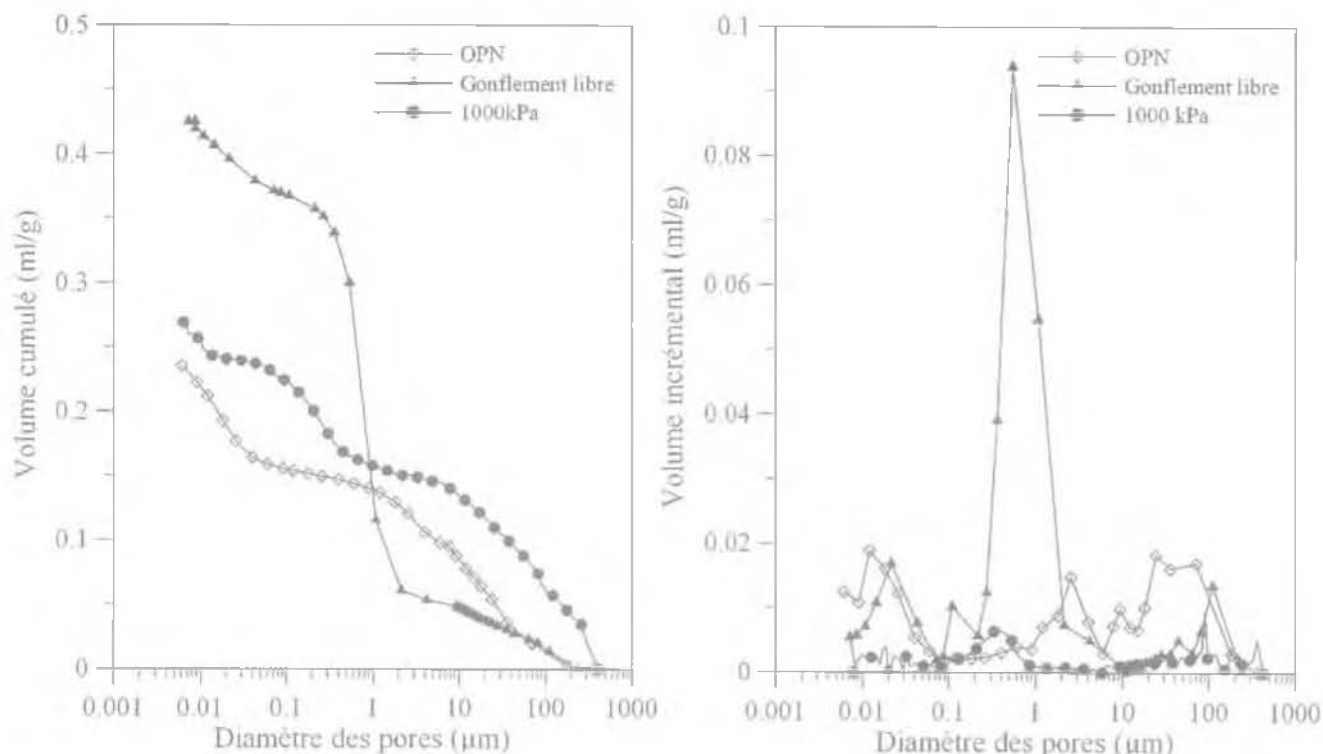 0.5
0.4
0.3
0.2
0.1
0
Volume cumulé (ml/g)
OPN
Gonflement libre
1000kPa
0.001 0.01 0.1 1 10 100 1000
Diamètre des pores (µm)
0.1
0.08
0.06
0.04
0.02
0
Volume incrémental (ml/g)
OPN
Gonflement libre
1000 kPa
0.001 0.01 0.1 1 10 100 1000
Diamètre des pores (µm)